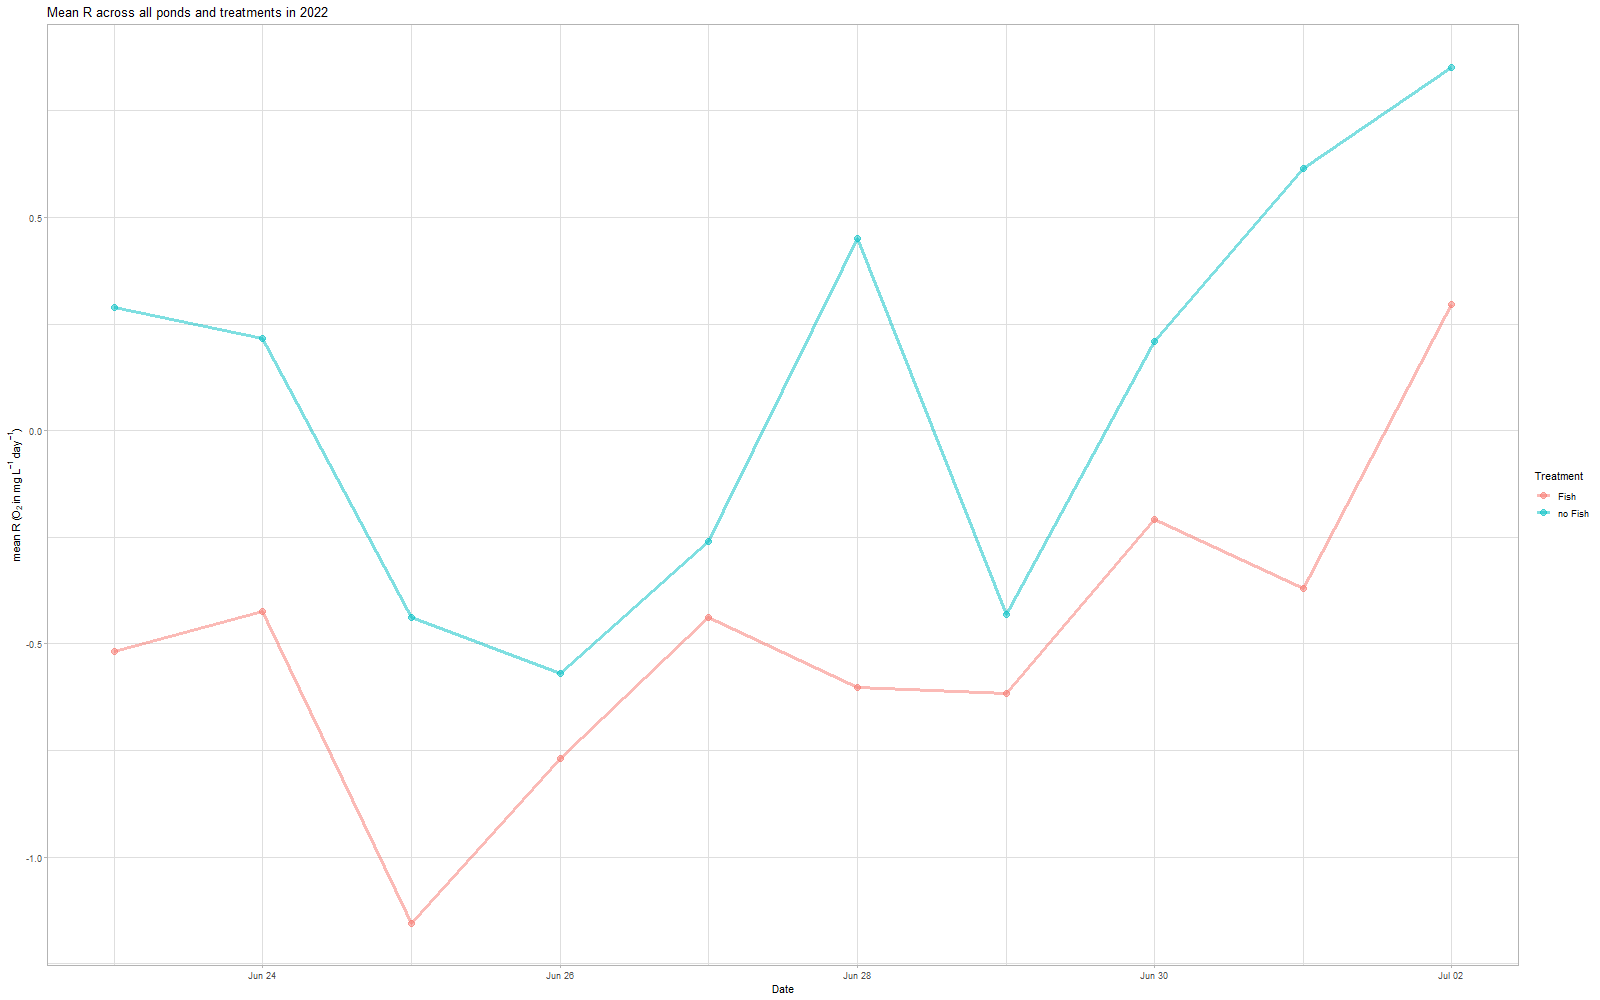 Mean R across all ponds and treatments in 2022
mean R (O₂ in mg L⁻¹ day⁻¹)
0.5
0.0
-0.5
-1.0
Jun 24
Jun 26
Jun 28
Jun 30
Jul 02
Date
Treatment
Fish
no Fish